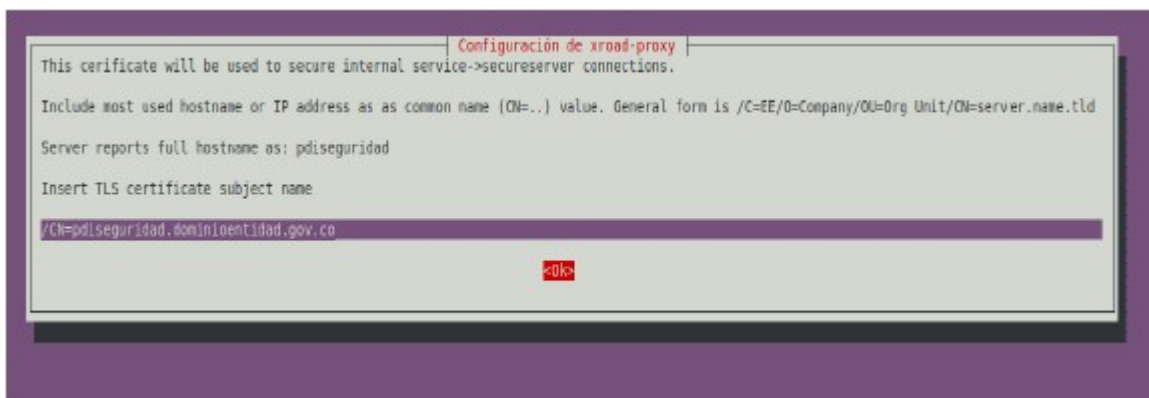 Configuración de xroad-proxy
This cerificate will be used to secure internal service->secureserver connections.
Include most used hostname or IP address as as common name (CN=..) value. General form is /C=EE/O=Company/OU=Org Unit/CN=server.name.tld
Server reports full hostname as: pdiseguridad
Insert TLS certificate subject name
/CN=pdiseguridad.dominioentidad.gov.co
<Ok>